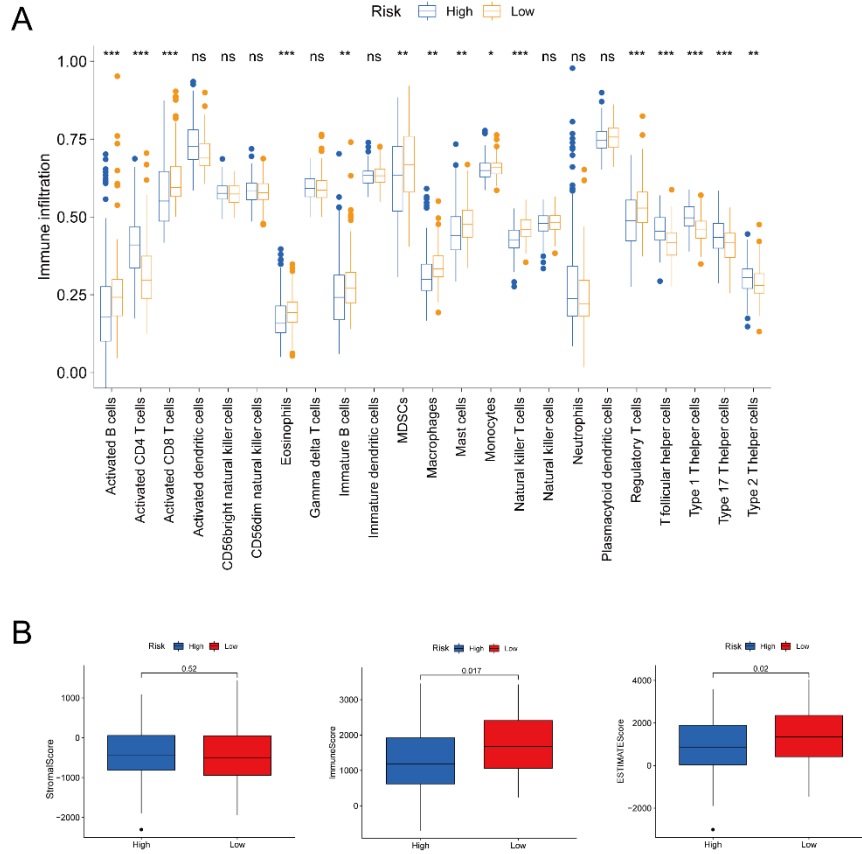 A
Risk High Low
*** *** *** ns ns ns *** ns ** ns ** ** ** * *** ns ns ns *** *** *** *** **
Immune infiltration
1.00
0.75
0.50
0.25
0.00
Activated B cells
Activated CD4 T cells
Activated CD8 T cells
Activated dendritic cells
CD56bright natural killer cells
CD56dim natural killer cells
Eosinophils
Gamma delta T cells
Immature B cells
Immature dendritic cells
MDSCs
Macrophages
Mast cells
Monocytes
Natural killer T cells
Natural killer cells
Neutrophils
Plasmacytoid dendritic cells
Regulatory T cells
T follicular helper cells
Type 1 T helper cells
Type 17 T helper cells
Type 2 T helper cells
B
Risk High Low
0.52
StromalScore
1000
0
−1000
−2000
High Low
Risk High Low
0.017
ImmuneScore
3000
2000
1000
0
High Low
Risk High Low
0.02
ESTIMATEScore
4000
2000
0
−2000
High Low